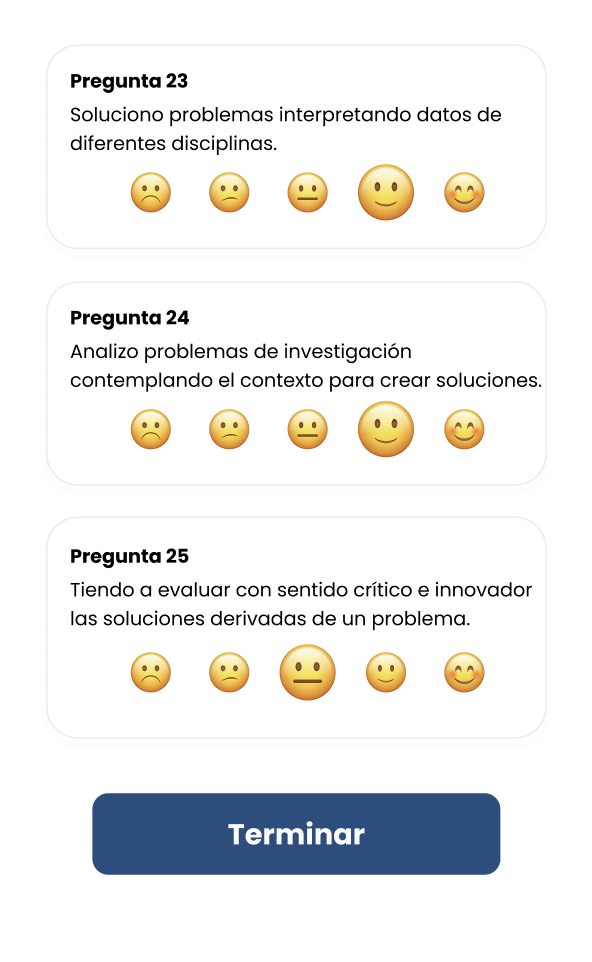 Pregunta 23
Soluciono problemas interpretando datos de
diferentes disciplinas.
Pregunta 24
Analizo problemas de investigación
contemplando el contexto para crear soluciones.
Pregunta 25
Tiendo a evaluar con sentido crítico e innovador
las soluciones derivadas de un problema.
Terminar